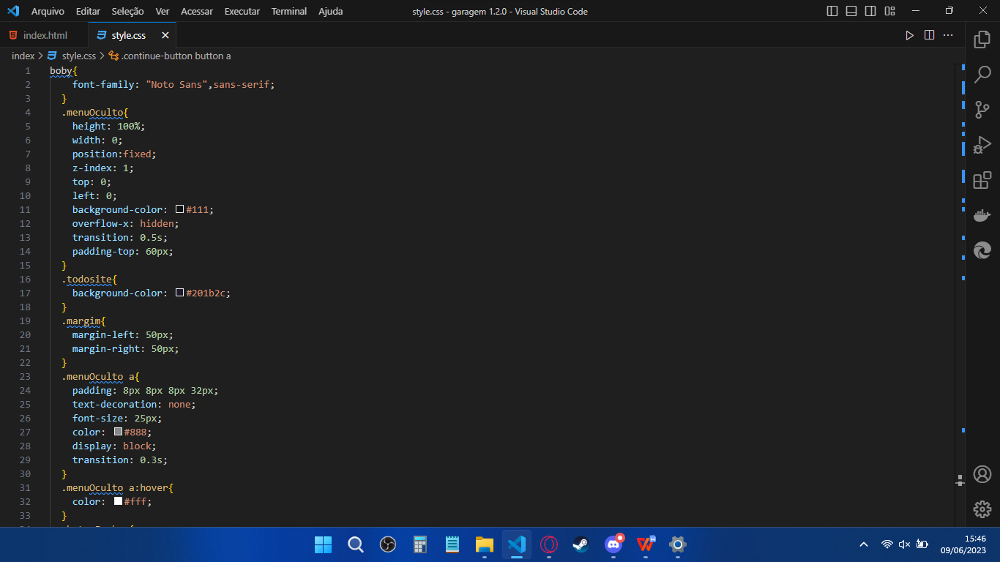 Arquivo Editar Seleção Ver Acessar Executar Terminal Ajuda
style.css - garagem 1.2.0 - Visual Studio Code
index.html
style.css
index > style.css > .continue-button button a
1 boby{
2 font-family: "Noto Sans",sans-serif;
3 }
4 .menuOculto{
5 height: 100%;
6 width: 0;
7 position:fixed;
8 z-index: 1;
9 top: 0;
10 left: 0;
11 background-color: #111;
12 overflow-x: hidden;
13 transition: 0.5s;
14 padding-top: 60px;
15 }
16 .todosite{
17 background-color: #201b2c;
18 }
19 .margim{
20 margin-left: 50px;
21 margin-right: 50px;
22 }
23 .menuOculto a{
24 padding: 8px 8px 8px 32px;
25 text-decoration: none;
26 font-size: 25px;
27 color: #888;
28 display: block;
29 transition: 0.3s;
30 }
31 .menuOculto a:hover{
32 color: #fff;
33 }
15:46
09/06/2023